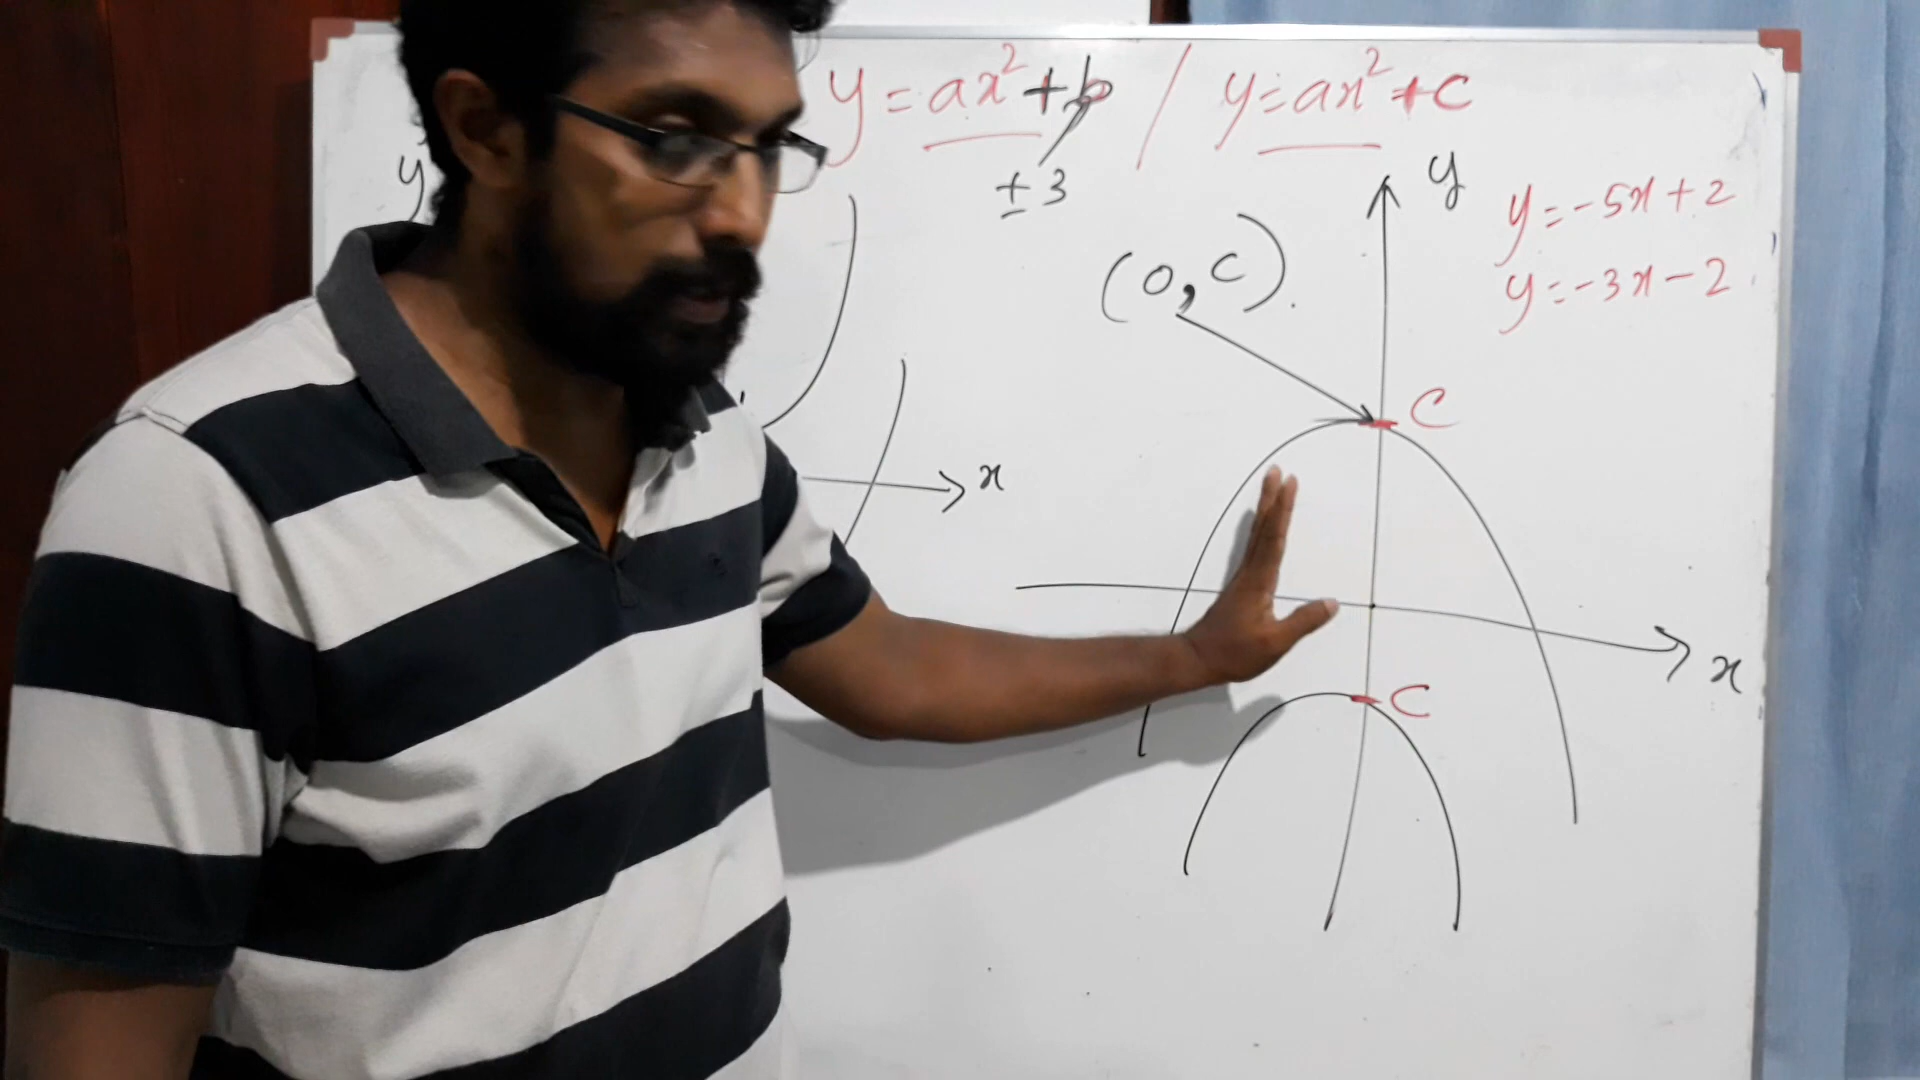 y = ax² + b / y = ax² + c
± 3
y
y
y = -5x + 2
(0, c).
y = -3x - 2
c
x
x
c